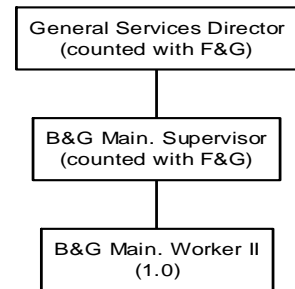 General Services Director
(counted with F&G)
B&G Main. Supervisor
(counted with F&G)
B&G Main. Worker II
(1.0)